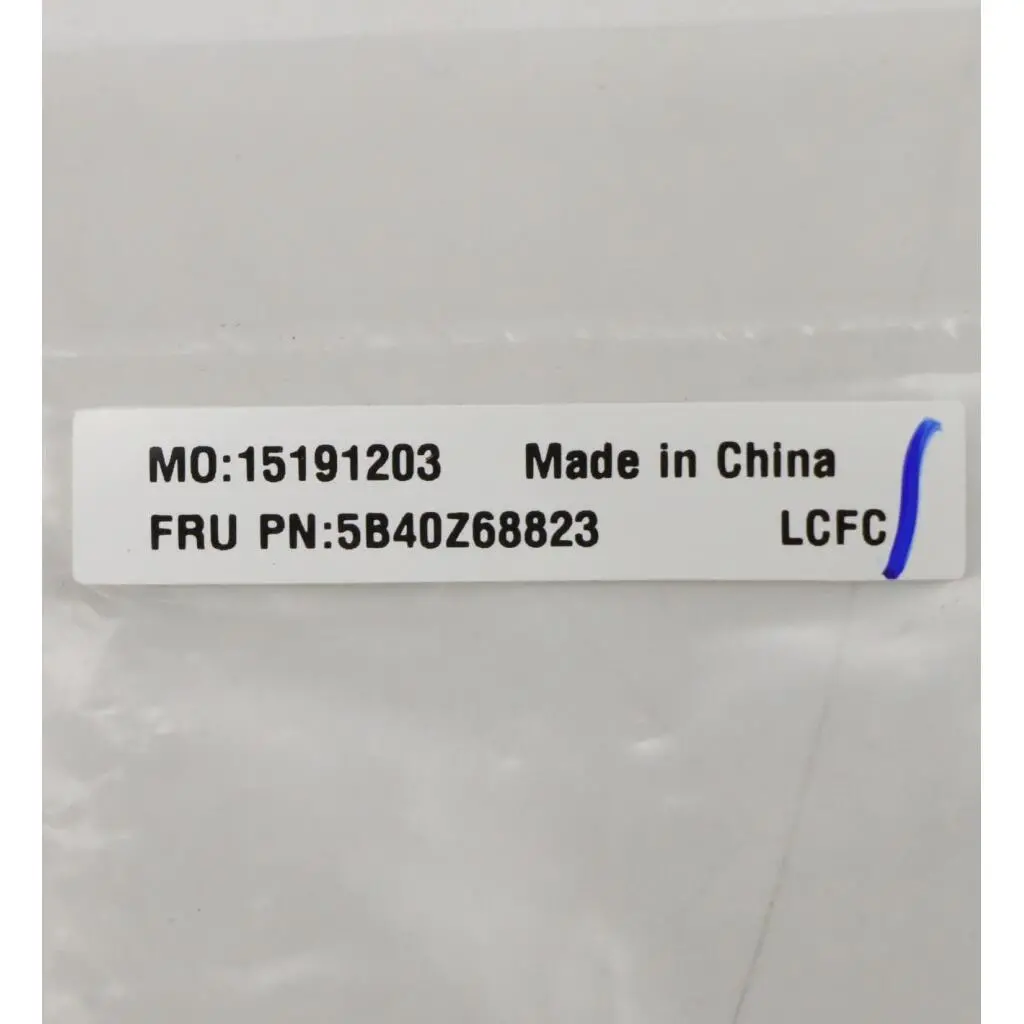 MO:15191203 Made in China
FRU PN:5B40Z68823 LCFC